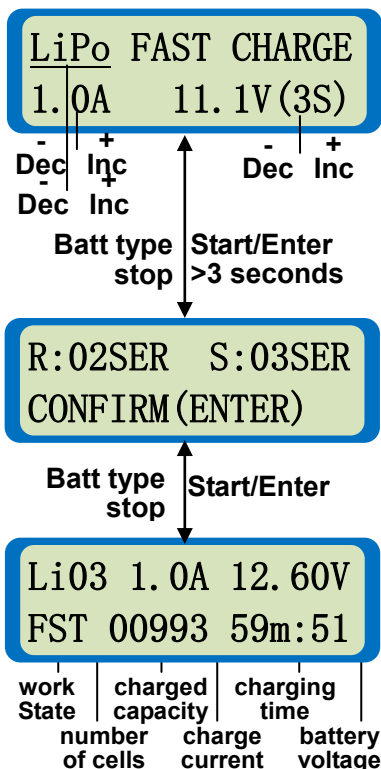 LiPo FAST CHARGE
1.0A 11.1V(3S)
- + - +
Dec Inc Dec Inc
- +
Dec Inc
Batt type Start/Enter
stop >3 seconds
R:02SER S:03SER
CONFIRM(ENTER)
Batt type Start/Enter
stop
Li03 1.0A 12.60V
FST 00993 59m:51
work charged charging
State capacity time
number charge battery
of cells current voltage